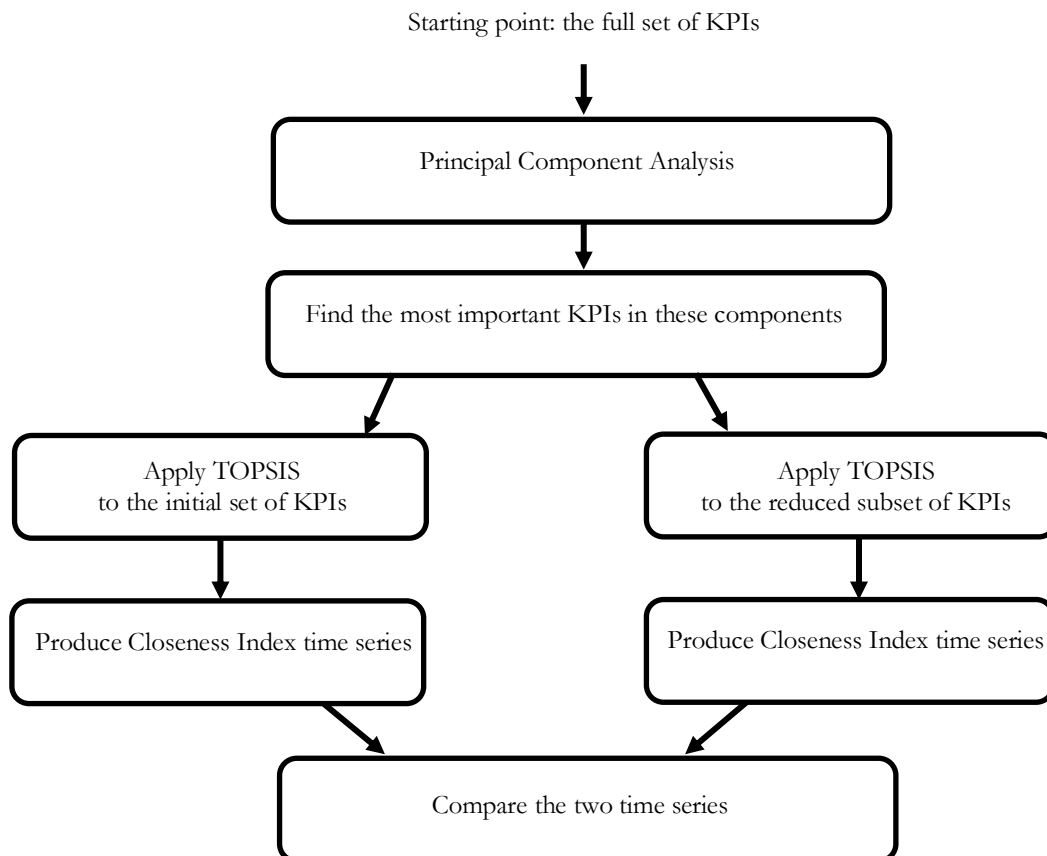 Starting point: the full set of KPIs
Principal Component Analysis
Find the most important KPIs in these components
Apply TOPSIS
to the initial set of KPIs
Apply TOPSIS
to the reduced subset of KPIs
Produce Closeness Index time series
Produce Closeness Index time series
Compare the two time series